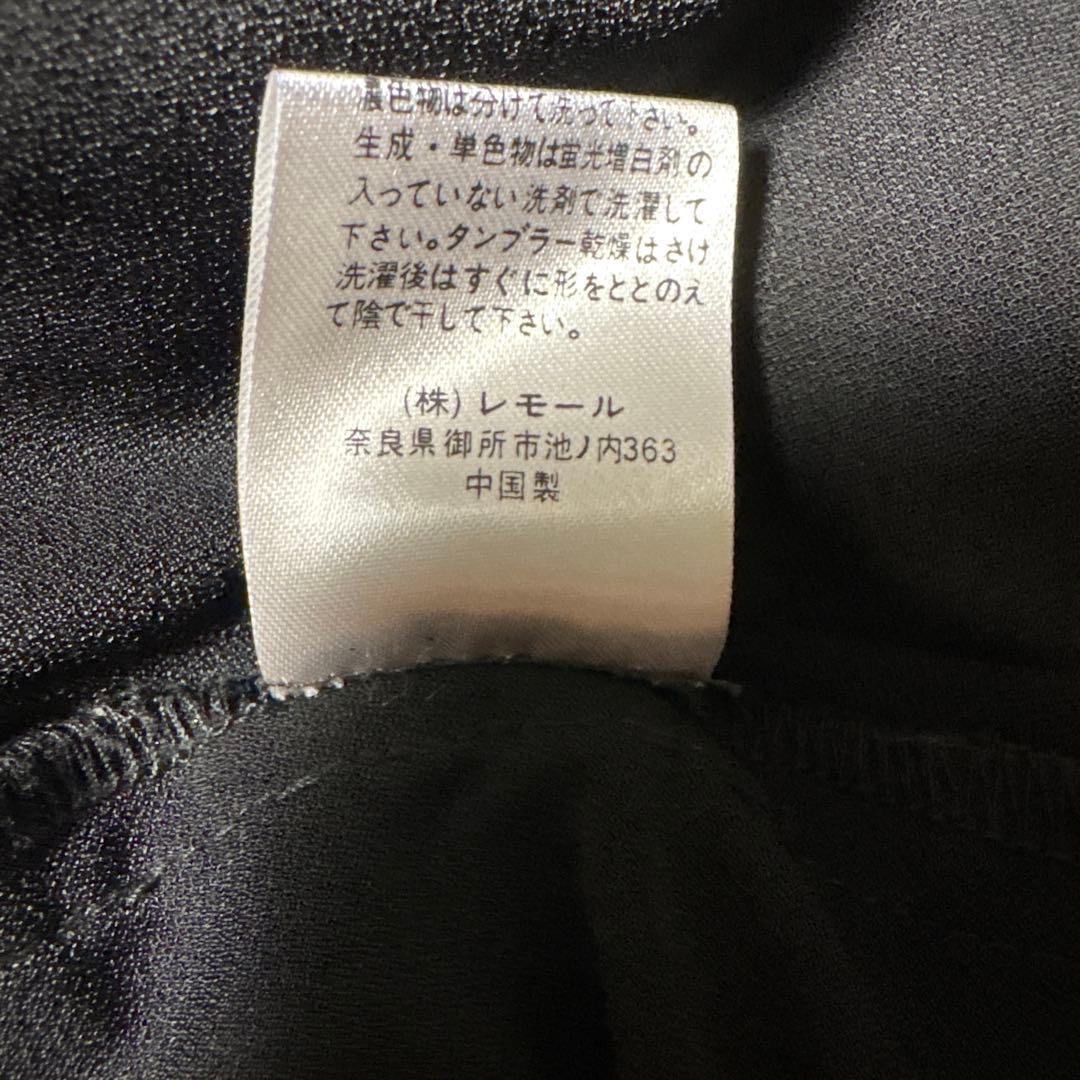 濃色物は分けて洗って下さい。
生成・単色物は蛍光増白剤の
入っていない洗剤で洗濯して
下さい。タンブラー乾燥はさけ
洗濯後はすぐに形をととのえ
て陰で干して下さい。
(株)レモール
奈良県御所市池ノ内363
中国製